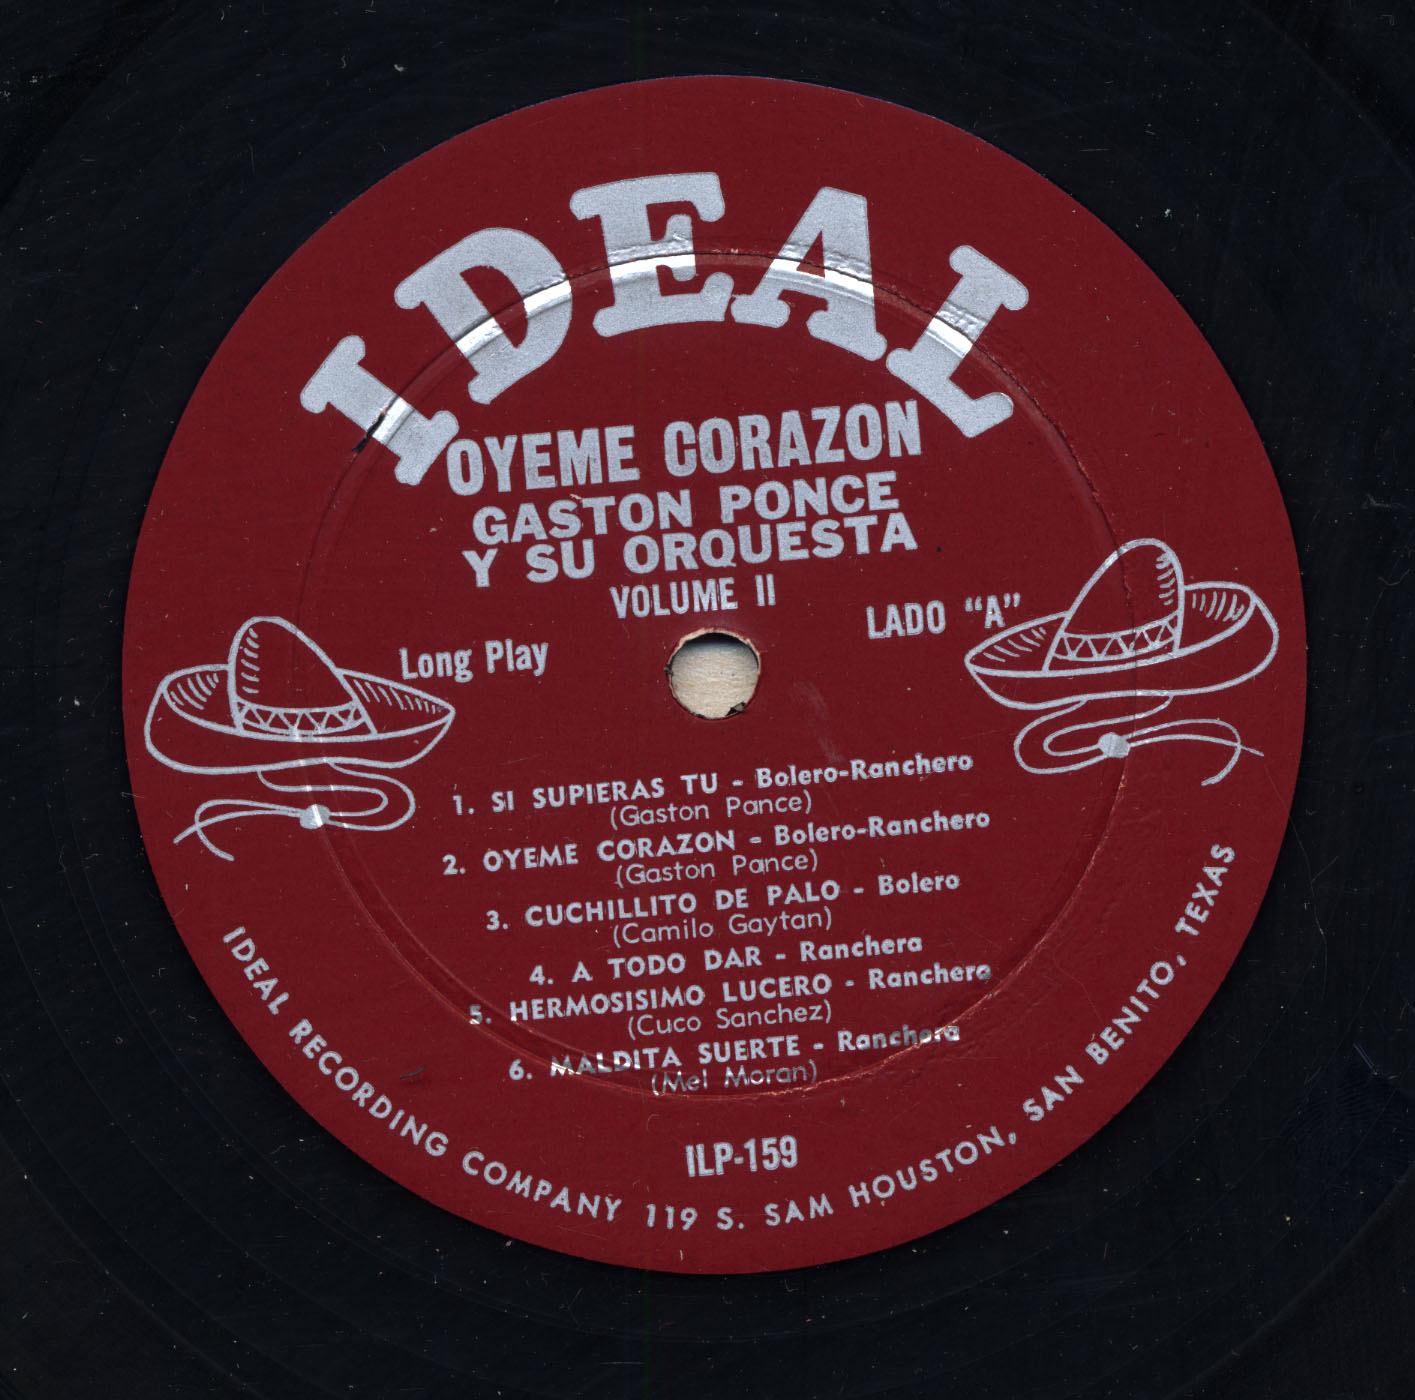 IDEAL
OYEME CORAZON
GASTON PONCE
Y SU ORQUESTA
VOLUME II
Long Play
LADO "A"
1. SI SUPIERAS TU - Bolero-Ranchero
(Gaston Pance)
2. OYEME CORAZON - Bolero-Ranchero
(Gaston Pance)
3. CUCHILLITO DE PALO - Bolero
(Camilo Gaytan)
4. A TODO DAR - Ranchera
5. HERMOSISIMO LUCERO - Ranchera
(Cuco Sanchez)
6. MALDITA SUERTE - Ranchera
(Mel Moran)
ILP-159
IDEAL RECORDING COMPANY 119 S. SAM HOUSTON, SAN BENITO, TEXAS